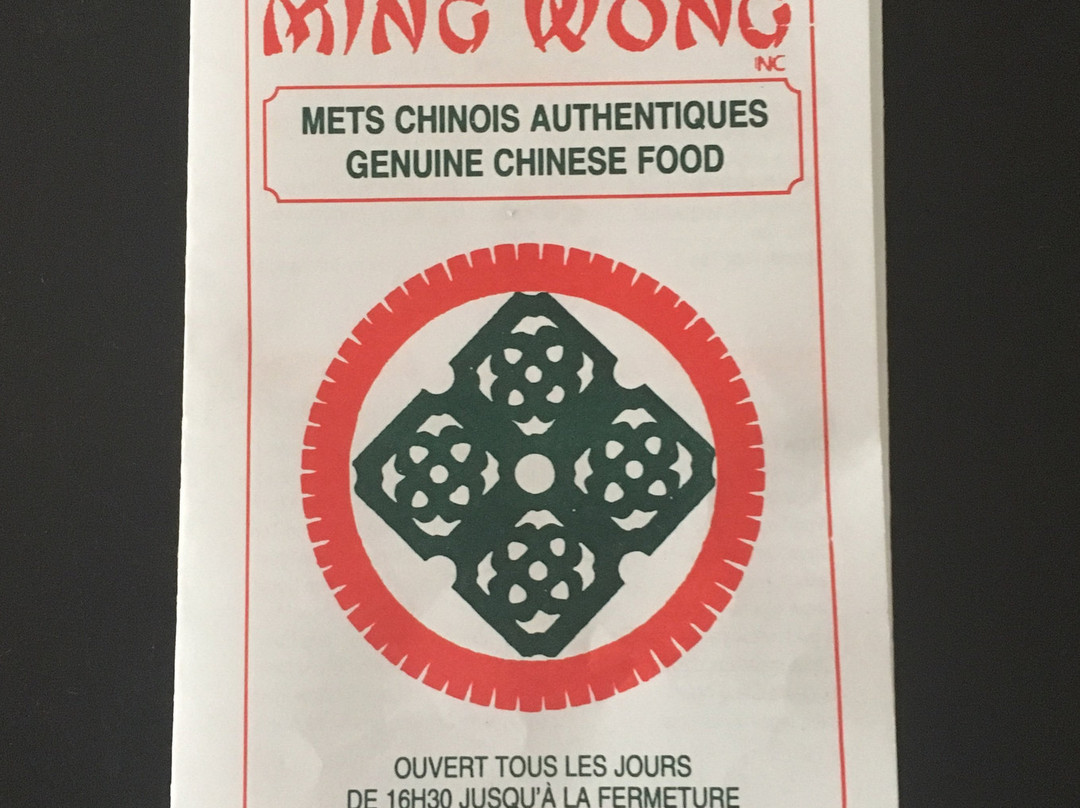 MING WONG
INC
METS CHINOIS AUTHENTIQUES
GENUINE CHINESE FOOD
OUVERT TOUS LES JOURS
DE 16H30 JUSQU'À LA FERMETURE